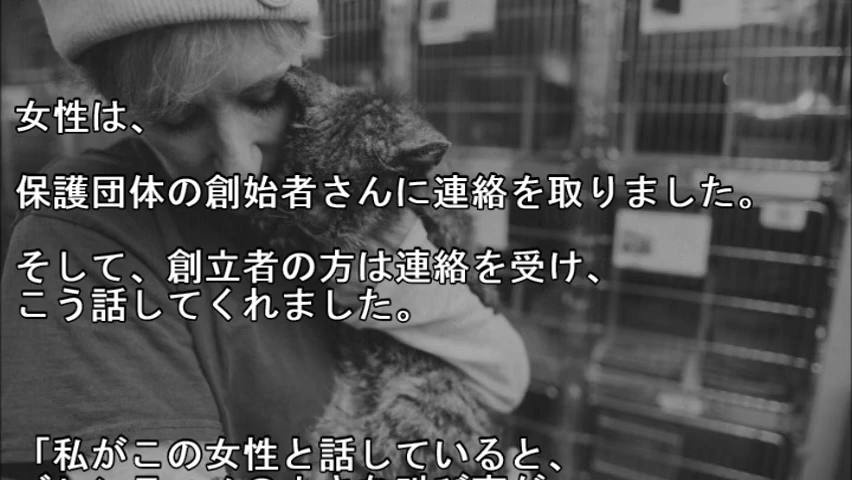 女性は、
保護団体の創始者さんに連絡を取りました。
そして、創立者の方は連絡を受け、
こう話してくれました。
「私がこの女性と話していると、